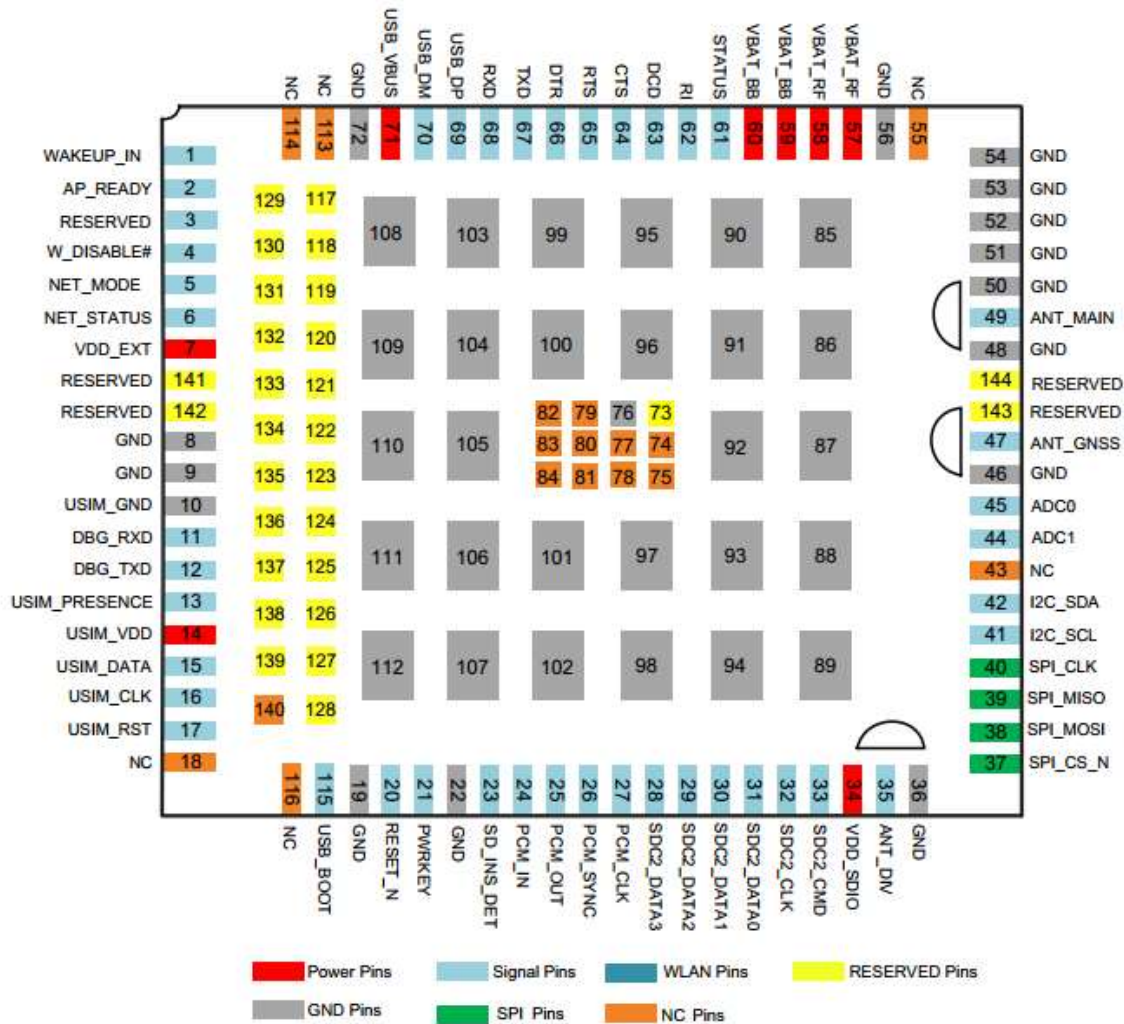 NC
NC
GND
USB_VBUS
USB_DM
USB_DP
RXD
TXD
DTR
RTS
CTS
DCD
RI
STATUS
VBAT_BB
VBAT_BB
VBAT_RF
VBAT_RF
GND
NC
114
113
72
71
70
69
68
67
66
65
64
63
62
61
60
59
58
57
56
55
WAKEUP_IN 1
AP_READY 2
RESERVED 3
W_DISABLE# 4
NET_MODE 5
NET_STATUS 6
VDD_EXT 7
RESERVED 141
RESERVED 142
GND 8
GND 9
USIM_GND 10
DBG_RXD 11
DBG_TXD 12
USIM_PRESENCE 13
USIM_VDD 14
USIM_DATA 15
USIM_CLK 16
USIM_RST 17
NC 18
129 117
130 118
131 119
132 120
133 121
134 122
135 123
136 124
137 125
138 126
139 127
140 128
108 103 99 95 90 85
109 104 100 96 91 86
82 79 76 73
110 105 83 80 77 74 92 87
84 81 78 75
111 106 101 97 93 88
112 107 102 98 94 89
54 GND
53 GND
52 GND
51 GND
50 GND
49 ANT_MAIN
48 GND
144 RESERVED
143 RESERVED
47 ANT_GNSS
46 GND
45 ADC0
44 ADC1
43 NC
42 I2C_SDA
41 I2C_SCL
40 SPI_CLK
39 SPI_MISO
38 SPI_MOSI
37 SPI_CS_N
116
115
19
20
21
22
23
24
25
26
27
28
29
30
31
32
33
34
35
36
NC
USB_BOOT
GND
RESET_N
PWRKEY
GND
SD_INS_DET
PCM_IN
PCM_OUT
PCM_SYNC
PCM_CLK
SDC2_DATA3
SDC2_DATA2
SDC2_DATA1
SDC2_DATA0
SDC2_CLK
SDC2_CMD
VDD_SDIO
ANT_DIV
GND
Power Pins Signal Pins WLAN Pins RESERVED Pins
GND Pins SPI Pins NC Pins